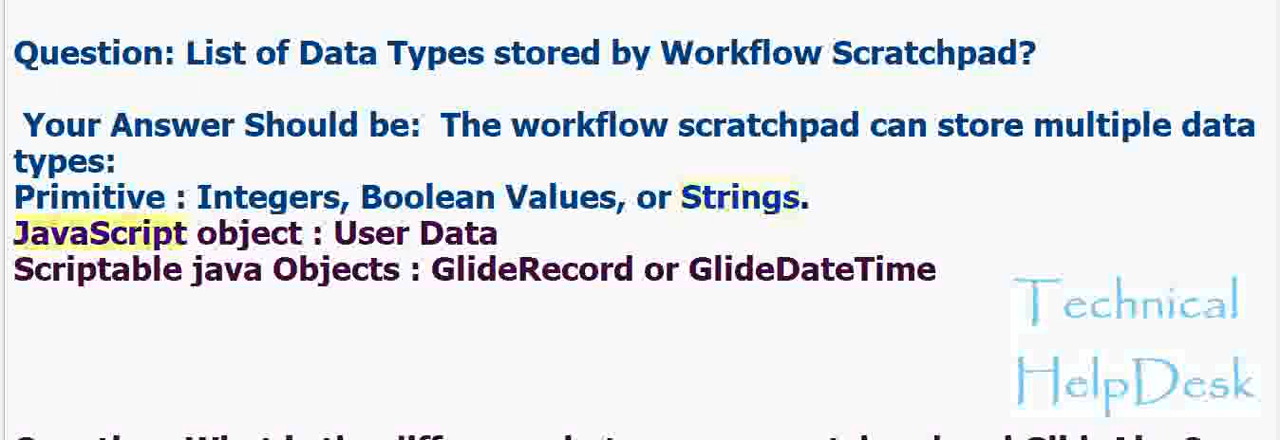 Question: List of Data Types stored by Workflow Scratchpad?
Your Answer Should be: The workflow scratchpad can store multiple data
types:
Primitive : Integers, Boolean Values, or Strings.
JavaScript object : User Data
Scriptable java Objects : GlideRecord or GlideDateTime
Technical
HelpDesk